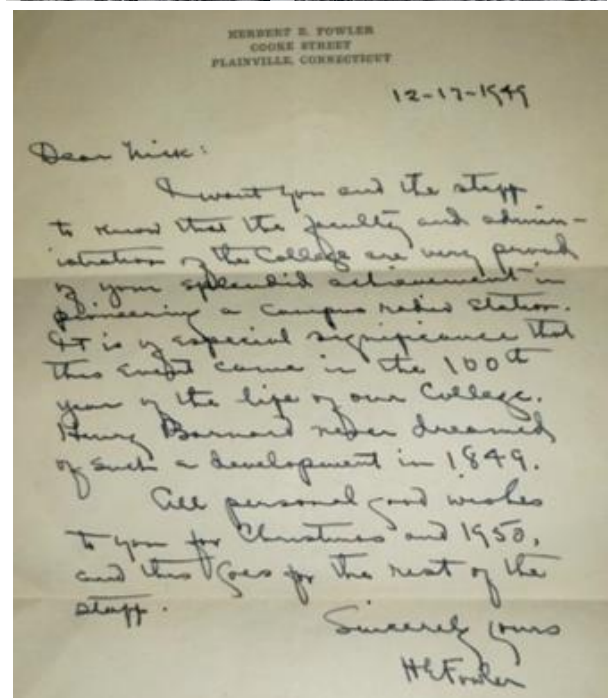 HERBERT E. FOWLER
COOKE STREET
PLAINVILLE, CONNECTICUT
12-17-1949
Dear Nick:
I want you and the staff
to know that the faculty and admin-
istration of the College are very proud
of your splendid achievement in
pioneering a campus radio station.
It is of especial significance that
this event came in the 100th
year of the life of our College.
Henry Barnard never dreamed
of such a development in 1849.
All personal good wishes
to you for Christmas and 1950,
and this goes for the rest of the
staff.
Sincerely yours
HEFowler